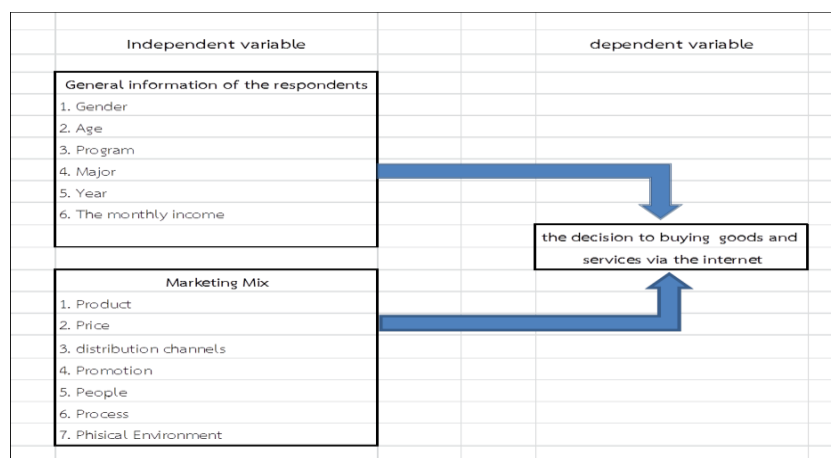 Independent variable
dependent variable
General information of the respondents
1. Gender
2. Age
3. Program
4. Major
5. Year
6. The monthly income
the decision to buying goods and
services via the internet
Marketing Mix
1. Product
2. Price
3. distribution channels
4. Promotion
5. People
6. Process
7. Phisical Environment